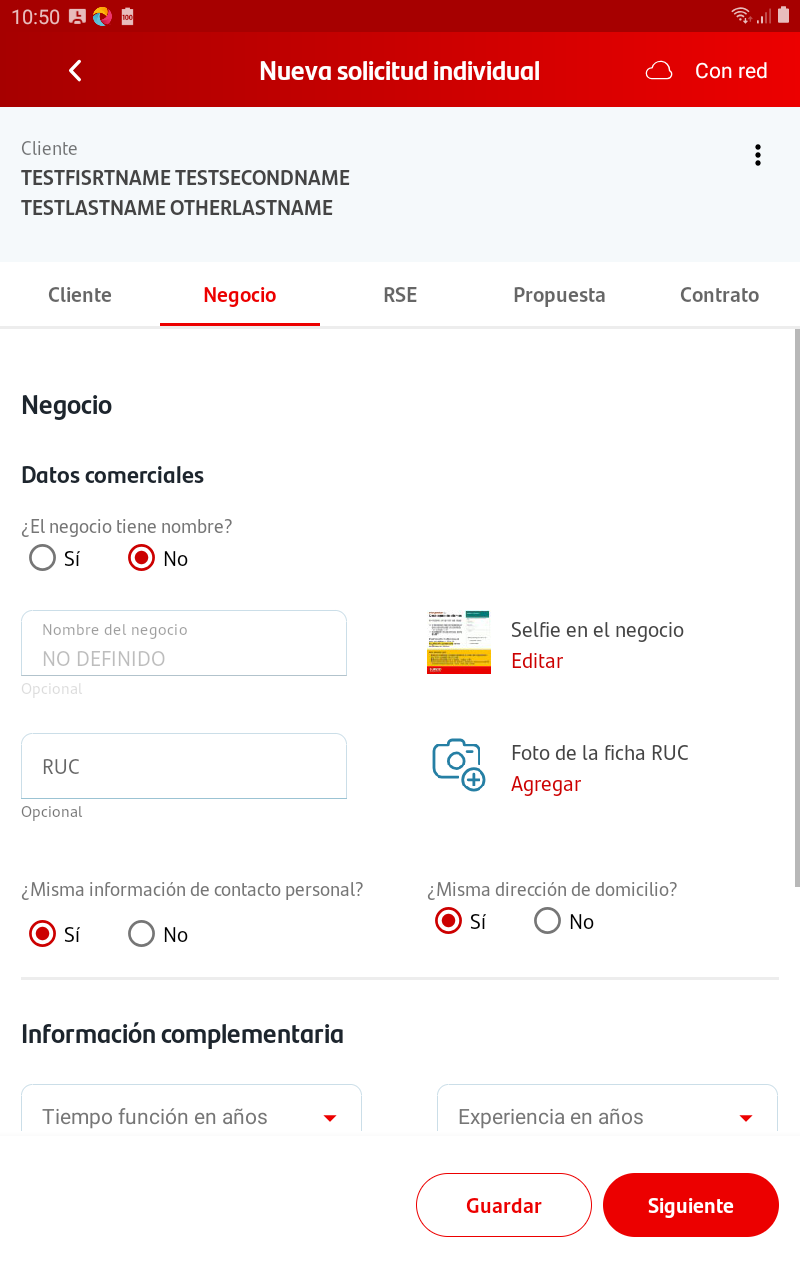 10:50
Nueva solicitud individual
Con red
Cliente
TESTFISRTNAME TESTSECONDNAME
TESTLASTNAME OTHERLASTNAME
Cliente
Negocio
RSE
Propuesta
Contrato
Negocio
Datos comerciales
¿El negocio tiene nombre?
Sí
No
Nombre del negocio
NO DEFINIDO
Opcional
Selfie en el negocio
Editar
RUC
Opcional
Foto de la ficha RUC
Agregar
¿Misma información de contacto personal?
Sí
No
¿Misma dirección de domicilio?
Sí
No
Información complementaria
Tiempo función en años
Experiencia en años
Guardar
Siguiente